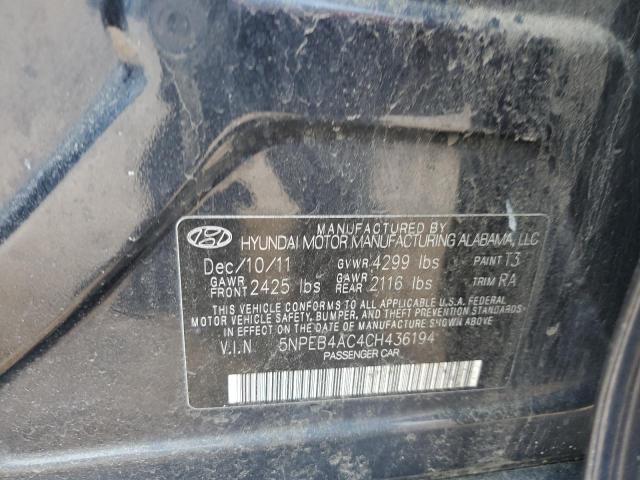 MANUFACTURED BY
HYUNDAI MOTOR MANUFACTURING ALABAMA, LLC
Dec/10/11 GVWR 4299 lbs PAINT T3
GAWR FRONT 2425 lbs GAWR REAR 2116 lbs TRIM RA
THIS VEHICLE CONFORMS TO ALL APPLICABLE U.S.A. FEDERAL
MOTOR VEHICLE SAFETY, BUMPER, AND THEFT PREVENTION STANDARDS
IN EFFECT ON THE DATE OF MANUFACTURE SHOWN ABOVE.
V.I.N. 5NPEB4AC4CH436194
PASSENGER CAR